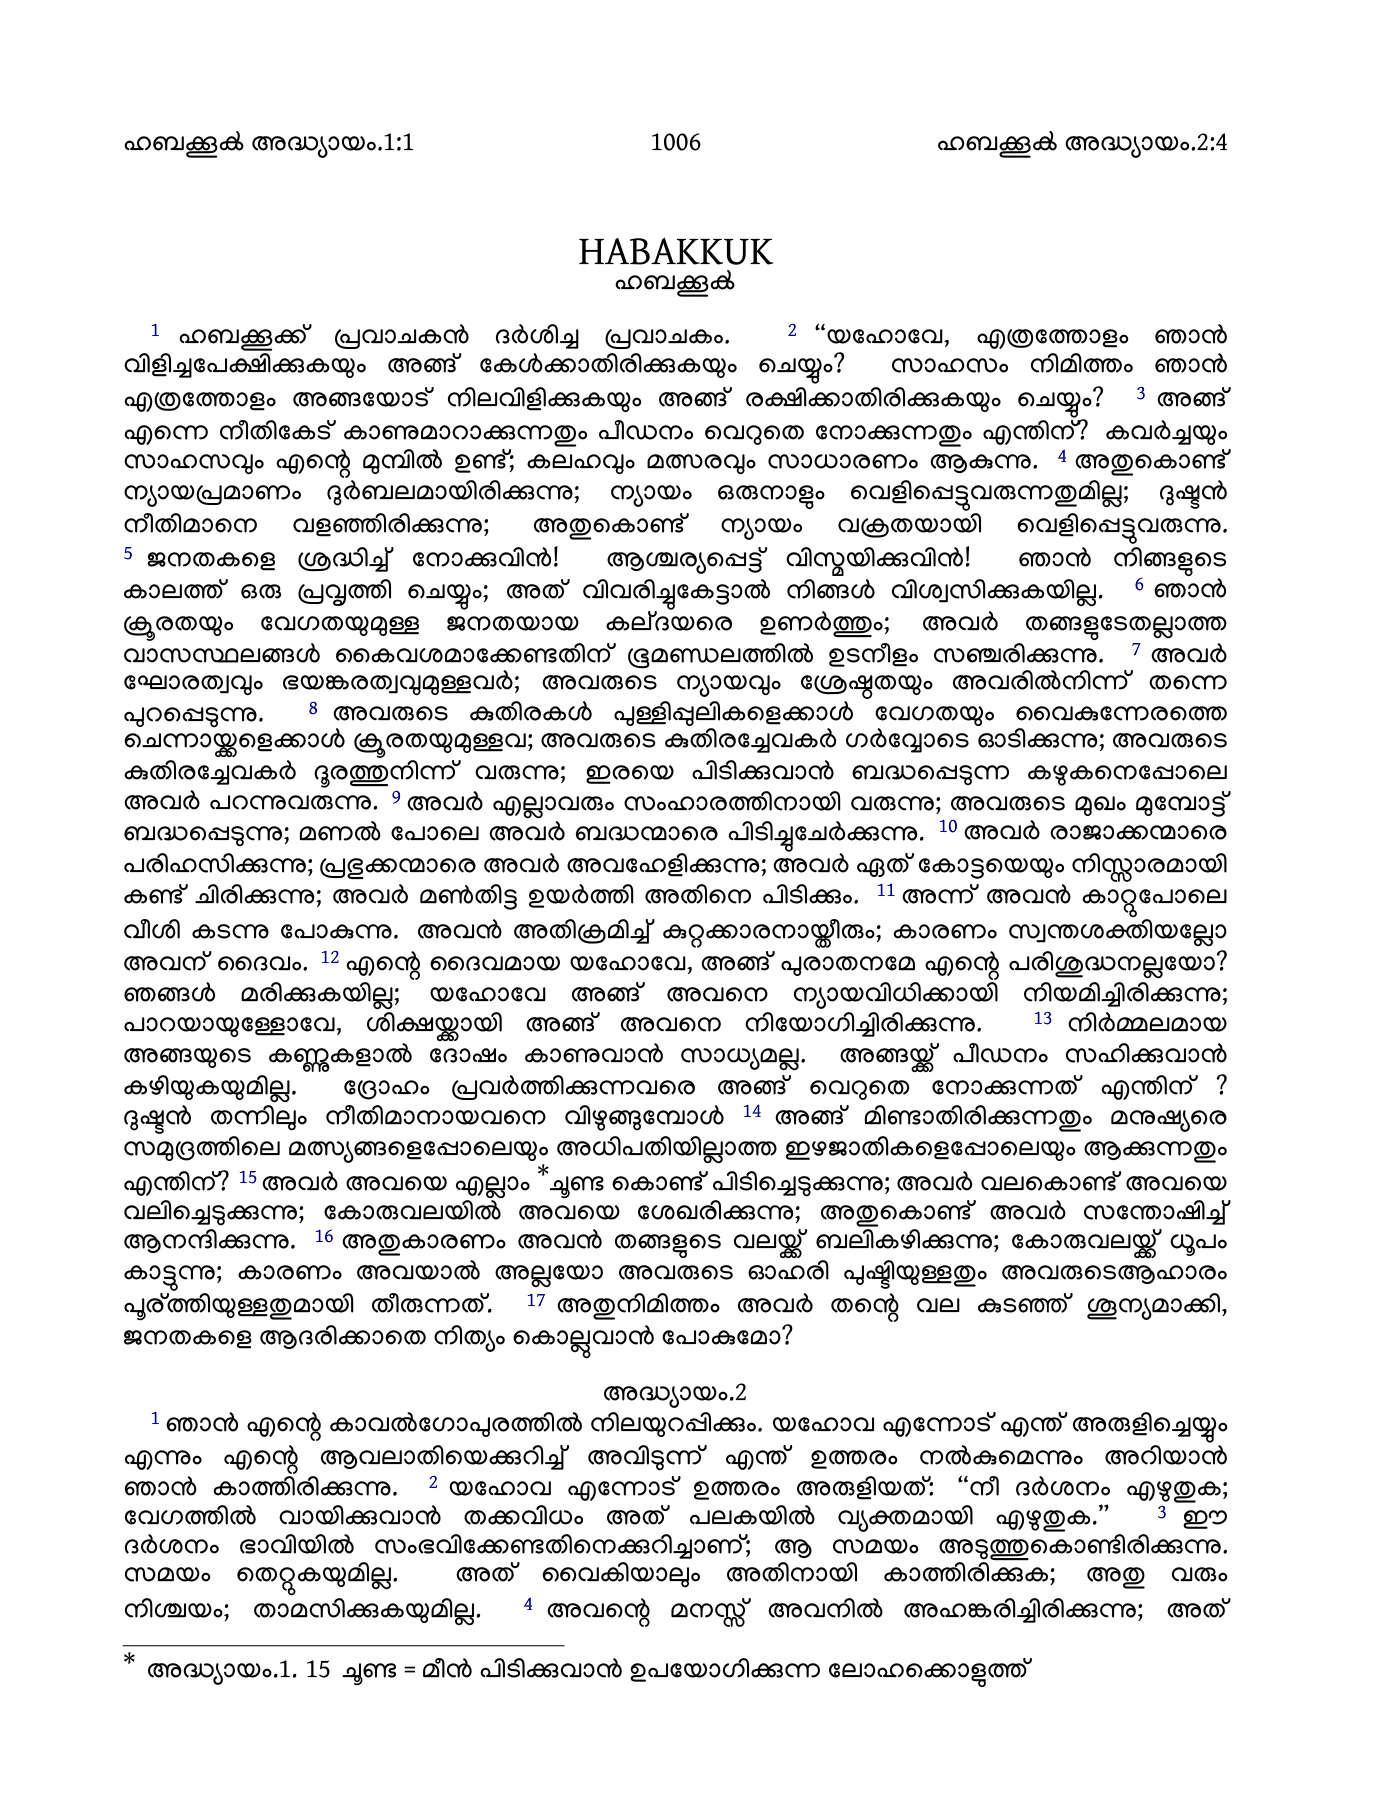 ഹബക്കൂൿ അദ്ധ്യായം.1:1 1006 ഹബക്കൂൿ അദ്ധ്യായം.2:4
HABAKKUK
ഹബക്കൂൿ
1 ഹബക്കൂക്ക് പ്രവാചകൻ ദർശിച്ച പ്രവാചകം. 2 “യഹോവേ, എത്രത്തോളം ഞാൻ
വിളിച്ചപേക്ഷിക്കുകയും അങ്ങ് കേൾക്കാതിരിക്കുകയും ചെയ്യും? സാഹസം നിമിത്തം ഞാൻ
എത്രത്തോളം അങ്ങയോട് നിലവിളിക്കുകയും അങ്ങ് രക്ഷിക്കാതിരിക്കുകയും ചെയ്യും? 3 അങ്ങ്
എന്നെ നീതികേട് കാണുമാറാക്കുന്നതും പീഡനം വെറുതെ നോക്കുന്നതും എന്തിന്? കവർച്ചയും
സാഹസവും എന്റെ മുമ്പിൽ ഉണ്ട്; കലഹവും മത്സരവും സാധാരണം ആകുന്നു. 4 അതുകൊണ്ട്
ന്യായപ്രമാണം ദുർബലമായിരിക്കുന്നു; ന്യായം ഒരുനാളും വെളിപ്പെട്ടുവരുന്നതുമില്ല; ദുഷ്ടൻ
നീതിമാനെ വളഞ്ഞിരിക്കുന്നു; അതുകൊണ്ട് ന്യായം വക്രതയായി വെളിപ്പെട്ടുവരുന്നു.
5 ജനതകളെ ശ്രദ്ധിച്ച് നോക്കുവിൻ! ആശ്ചര്യപ്പെട്ട് വിസ്മയിക്കുവിൻ! ഞാൻ നിങ്ങളുടെ
കാലത്ത് ഒരു പ്രവൃത്തി ചെയ്യും; അത് വിവരിച്ചുകേട്ടാൽ നിങ്ങൾ വിശ്വസിക്കുകയില്ല. 6 ഞാൻ
ക്രൂരതയും വേഗതയുമുള്ള ജനതയായ കല്ദയരെ ഉണർത്തും; അവർ തങ്ങളുടേതല്ലാത്ത
വാസസ്ഥലങ്ങൾ കൈവശമാക്കേണ്ടതിന് ഭൂമണ്ഡലത്തിൽ ഉടനീളം സഞ്ചരിക്കുന്നു. 7 അവർ
ഘോരത്വവും ഭയങ്കരത്വവുമുള്ളവർ; അവരുടെ ന്യായവും ശ്രേഷ്ഠതയും അവരിൽനിന്ന് തന്നെ
പുറപ്പെടുന്നു. 8 അവരുടെ കുതിരകൾ പുള്ളിപ്പുലികളെക്കാൾ വേഗതയും വൈകുന്നേരത്തെ
ചെന്നായ്ക്കളെക്കാൾ ക്രൂരതയുമുള്ളവ; അവരുടെ കുതിരച്ചേവകർ ഗർവ്വോടെ ഓടിക്കുന്നു; അവരുടെ
കുതിരച്ചേവകർ ദൂരത്തുനിന്ന് വരുന്നു; ഇരയെ പിടിക്കുവാൻ ബദ്ധപ്പെടുന്ന കഴുകനെപ്പോലെ
അവർ പറന്നുവരുന്നു. 9 അവർ എല്ലാവരും സംഹാരത്തിനായി വരുന്നു; അവരുടെ മുഖം മുമ്പോട്ട്
ബദ്ധപ്പെടുന്നു; മണൽ പോലെ അവർ ബദ്ധന്മാരെ പിടിച്ചുചേർക്കുന്നു. 10 അവർ രാജാക്കന്മാരെ
പരിഹസിക്കുന്നു; പ്രഭുക്കന്മാരെ അവർ അവഹേളിക്കുന്നു; അവർ ഏത് കോട്ടയെയും നിസ്സാരമായി
കണ്ട് ചിരിക്കുന്നു; അവർ മൺതിട്ട ഉയർത്തി അതിനെ പിടിക്കും. 11 അന്ന് അവൻ കാറ്റുപോലെ
വീശി കടന്നു പോകുന്നു. അവൻ അതിക്രമിച്ച് കുറ്റക്കാരനായ്തീരും; കാരണം സ്വന്തശക്തിയല്ലോ
അവന് ദൈവം. 12 എന്റെ ദൈവമായ യഹോവേ, അങ്ങ് പുരാതനമേ എന്റെ പരിശുദ്ധനല്ലയോ?
ഞങ്ങൾ മരിക്കുകയില്ല; യഹോവേ അങ്ങ് അവനെ ന്യായവിധിക്കായി നിയമിച്ചിരിക്കുന്നു;
പാറയായുള്ളോവേ, ശിക്ഷയ്ക്കായി അങ്ങ് അവനെ നിയോഗിച്ചിരിക്കുന്നു. 13 നിർമ്മലമായ
അങ്ങയുടെ കണ്ണുകളാൽ ദോഷം കാണുവാൻ സാധ്യമല്ല. അങ്ങയ്ക്ക് പീഡനം സഹിക്കുവാൻ
കഴിയുകയുമില്ല. ദ്രോഹം പ്രവർത്തിക്കുന്നവരെ അങ്ങ് വെറുതെ നോക്കുന്നത് എന്തിന് ?
ദുഷ്ടൻ തന്നിലും നീതിമാനായവനെ വിഴുങ്ങുമ്പോൾ 14 അങ്ങ് മിണ്ടാതിരിക്കുന്നതും മനുഷ്യരെ
സമുദ്രത്തിലെ മത്സ്യങ്ങളെപ്പോലെയും അധിപതിയില്ലാത്ത ഇഴജാതികളെപ്പോലെയും ആക്കുന്നതും
എന്തിന്? 15 അവർ അവയെ എല്ലാം *ചൂണ്ട കൊണ്ട് പിടിച്ചെടുക്കുന്നു; അവർ വലകൊണ്ട് അവയെ
വലിച്ചെടുക്കുന്നു; കോരുവലയിൽ അവയെ ശേഖരിക്കുന്നു; അതുകൊണ്ട് അവർ സന്തോഷിച്ച്
ആനന്ദിക്കുന്നു. 16 അതുകാരണം അവൻ തങ്ങളുടെ വലയ്ക്ക് ബലികഴിക്കുന്നു; കോരുവലയ്ക്ക് ധൂപം
കാട്ടുന്നു; കാരണം അവയാൽ അല്ലയോ അവരുടെ ഓഹരി പുഷ്ടിയുള്ളതും അവരുടെആഹാരം
പൂര്ത്തിയുള്ളതുമായി തീരുന്നത്. 17 അതുനിമിത്തം അവർ തന്റെ വല കുടഞ്ഞ് ശൂന്യമാക്കി,
ജനതകളെ ആദരിക്കാതെ നിത്യം കൊല്ലുവാൻ പോകുമോ?
അദ്ധ്യായം.2
1 ഞാൻ എന്റെ കാവൽഗോപുരത്തിൽ നിലയുറപ്പിക്കും. യഹോവ എന്നോട് എന്ത് അരുളിച്ചെയ്യും
എന്നും എന്റെ ആവലാതിയെക്കുറിച്ച് അവിടുന്ന് എന്ത് ഉത്തരം നൽകുമെന്നും അറിയാൻ
ഞാൻ കാത്തിരിക്കുന്നു. 2 യഹോവ എന്നോട് ഉത്തരം അരുളിയത്: “നീ ദർശനം എഴുതുക;
വേഗത്തിൽ വായിക്കുവാൻ തക്കവിധം അത് പലകയിൽ വ്യക്തമായി എഴുതുക.” 3 ഈ
ദർശനം ഭാവിയിൽ സംഭവിക്കേണ്ടതിനെക്കുറിച്ചാണ്; ആ സമയം അടുത്തുകൊണ്ടിരിക്കുന്നു.
സമയം തെറ്റുകയുമില്ല. അത് വൈകിയാലും അതിനായി കാത്തിരിക്കുക; അതു വരും
നിശ്ചയം; താമസിക്കുകയുമില്ല. 4 അവന്റെ മനസ്സ് അവനിൽ അഹങ്കരിച്ചിരിക്കുന്നു; അത്
* അദ്ധ്യായം.1. 15 ചൂണ്ട = മീൻ പിടിക്കുവാൻ ഉപയോഗിക്കുന്ന ലോഹക്കൊളുത്ത്